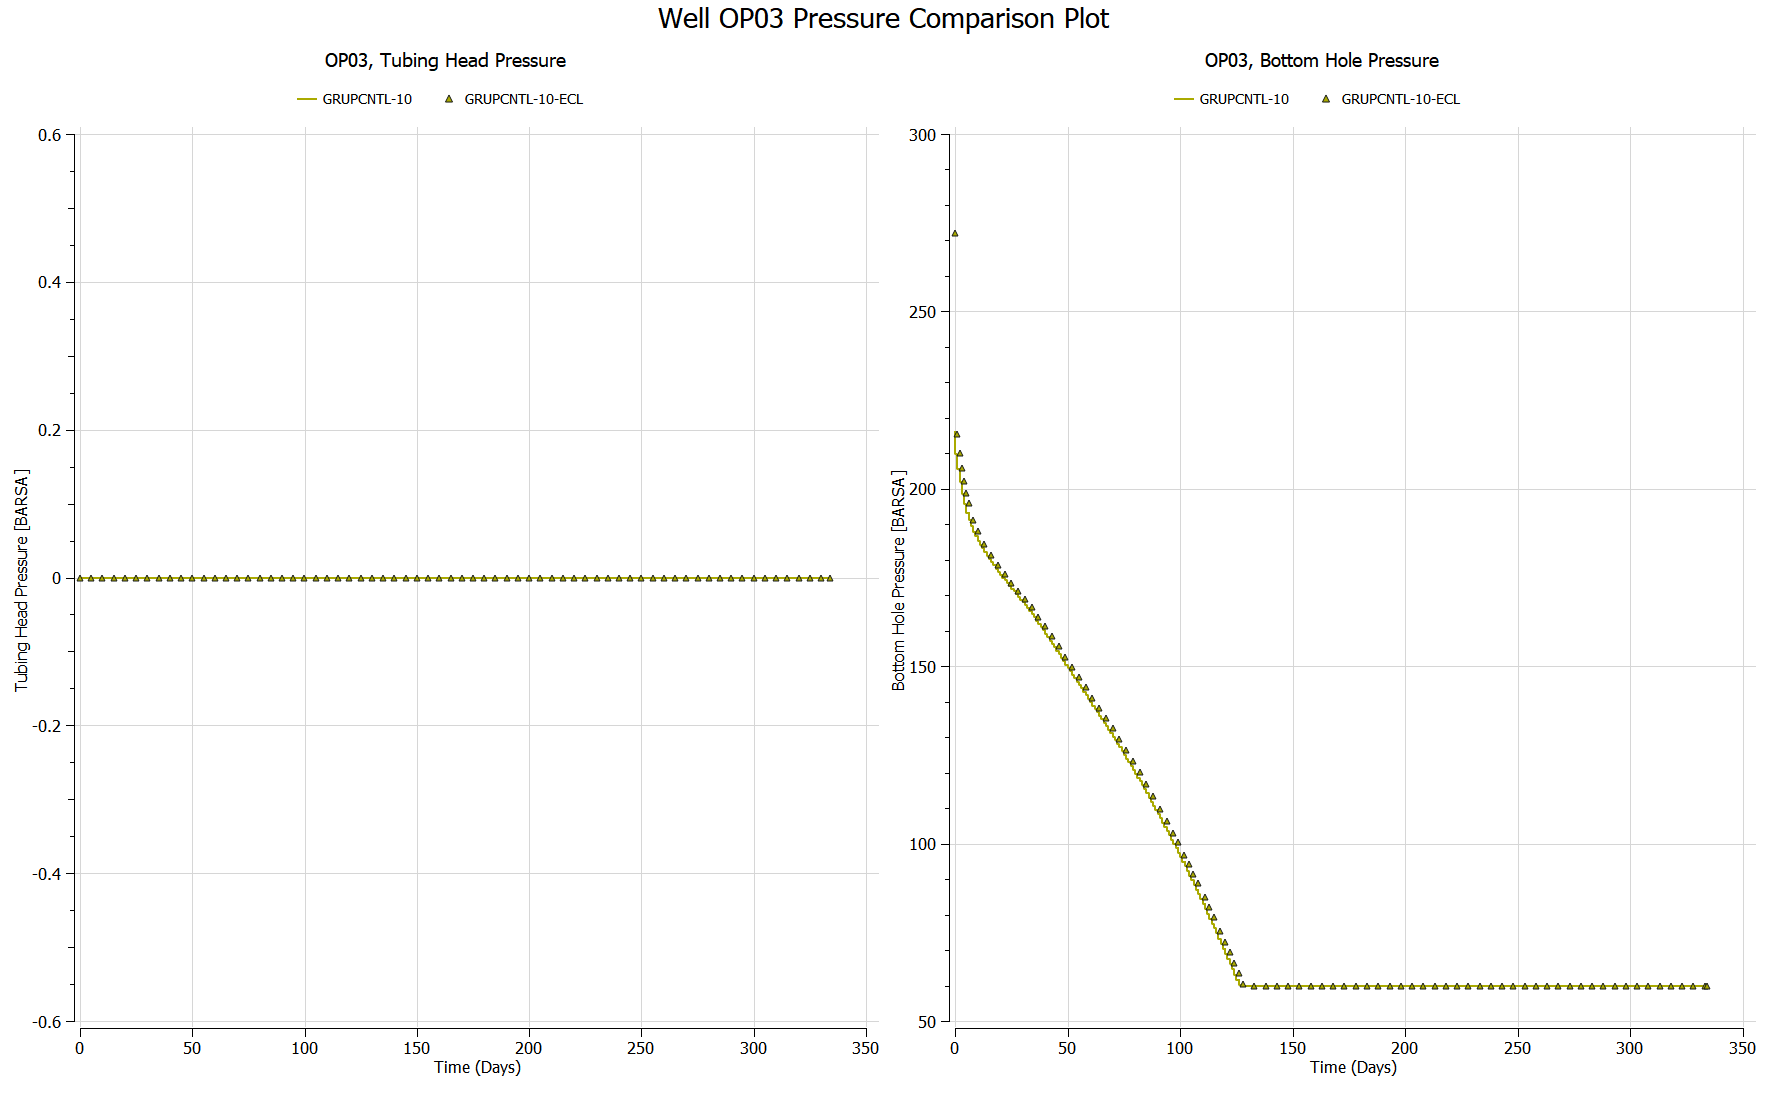 Well OP03 Pressure Comparison Plot
OP03, Tubing Head Pressure
GRUPCNTL-10 GRUPCNTL-10-ECL
0.6
0.4
0.2
0
-0.2
-0.4
-0.6
Tubing Head Pressure [BARSA]
0 50 100 150 200 250 300 350
Time (Days)
OP03, Bottom Hole Pressure
GRUPCNTL-10 GRUPCNTL-10-ECL
300
250
200
150
100
50
Bottom Hole Pressure [BARSA]
0 50 100 150 200 250 300 350
Time (Days)